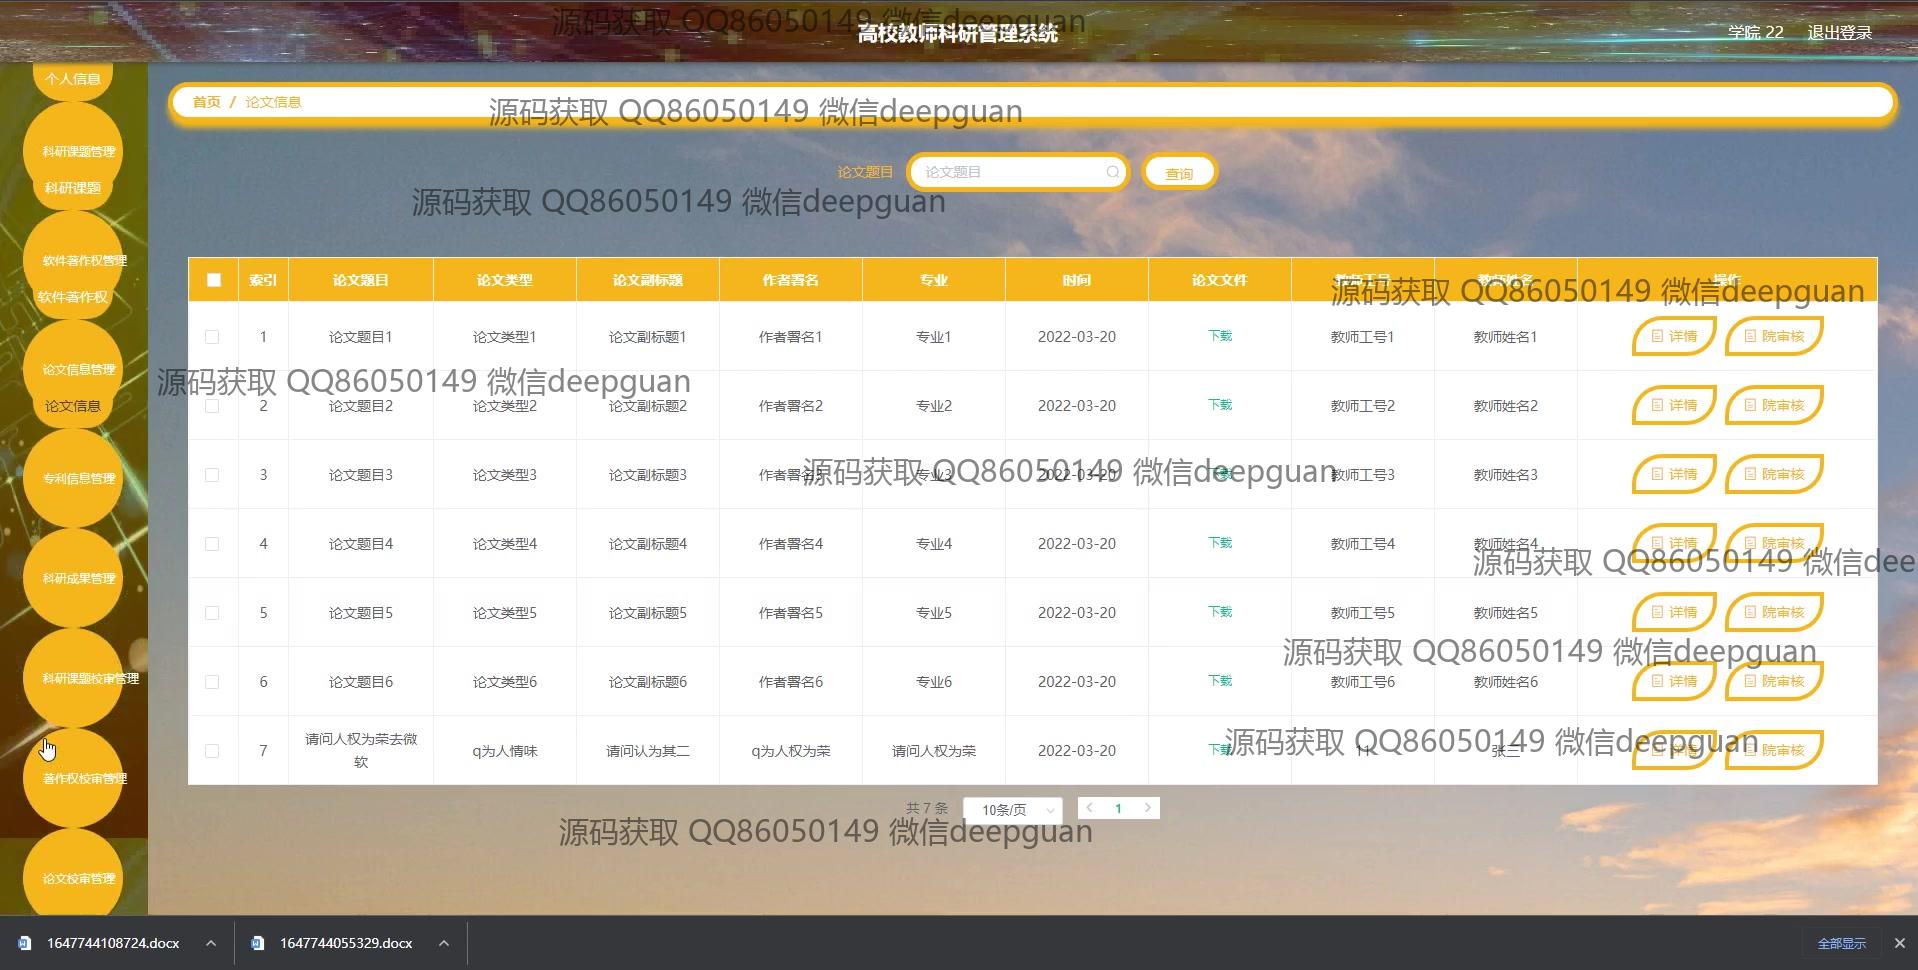 源码获取 QQ86050149 微信deepguan
高校教师科研管理系统
学院 22 退出登录
个人信息
首页 / 论文信息
源码获取 QQ86050149 微信deepguan
科研课题管理
论文题目 论文题目 查询
科研课题
源码获取 QQ86050149 微信deepguan
软件著作权管理
软件著作权
索引 论文题目 论文类型 论文副标题 作者署名 专业 时间 论文文件 教师工号 教师姓名 操作
源码获取 QQ86050149 微信deepguan
1 论文题目1 论文类型1 论文副标题1 作者署名1 专业1 2022-03-20 下载 教师工号1 教师姓名1 详情 院审核
论文信息管理
源码获取 QQ86050149 微信deepguan
论文信息
2 论文题目2 论文类型2 论文副标题2 作者署名2 专业2 2022-03-20 下载 教师工号2 教师姓名2 详情 院审核
专利信息管理
3 论文题目3 论文类型3 论文副标题3 作者署名3 专业3 2022-03-20 下载 教师工号3 教师姓名3 详情 院审核
源码获取 QQ86050149 微信deepguan
4 论文题目4 论文类型4 论文副标题4 作者署名4 专业4 2022-03-20 下载 教师工号4 教师姓名4 详情 院审核
源码获取 QQ86050149 微信dee
科研成果管理
5 论文题目5 论文类型5 论文副标题5 作者署名5 专业5 2022-03-20 下载 教师工号5 教师姓名5 详情 院审核
源码获取 QQ86050149 微信deepguan
科研课题校审管理
6 论文题目6 论文类型6 论文副标题6 作者署名6 专业6 2022-03-20 下载 教师工号6 教师姓名6 详情 院审核
源码获取 QQ86050149 微信deepguan
7 请问人权为荣去微 q为人情味 请问认为其二 q为人权为荣 请问人权为荣 2022-03-20 下载 11 张三 详情 院审核
软
著作权校审管理
共 7 条 10条/页 1
源码获取 QQ86050149 微信deepguan
论文校审管理
1647744108724.docx 1647744055329.docx 全部显示